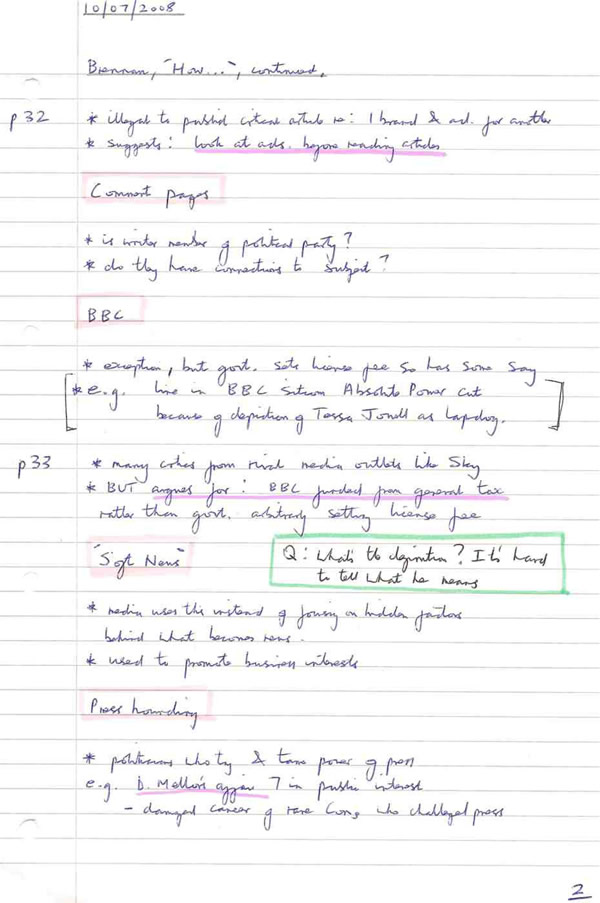 10/07/2008
Brennan, "How...", continued.
p32
* illegal to publish critical article re: 1 brand & ad. for another
* suggests: look at ads. before reading articles
Comment pages
* is writer member of political party?
* do they have connections to subject?
BBC
* exception, but govt. sets license fee so has some say
* e.g. line in BBC Sitcom Absolute Power cut
because of depiction of Tessa Jowell as lapdog.
p33
* many critics from rival media outlets like Sky
* BUT argues for: BBC funded from general tax
rather than govt. arbitrarily setting license fee
"Soft News"
Q: What's the definition? It's hard
to tell what he means
* media uses this instead of focusing on hidden factors
behind what becomes news.
* used to promote business interests
Press hounding
* politicians who try & tame power of press
e.g. D. Mellor's affair in public interest
- damaged career of rare Cons. who challenged press
2